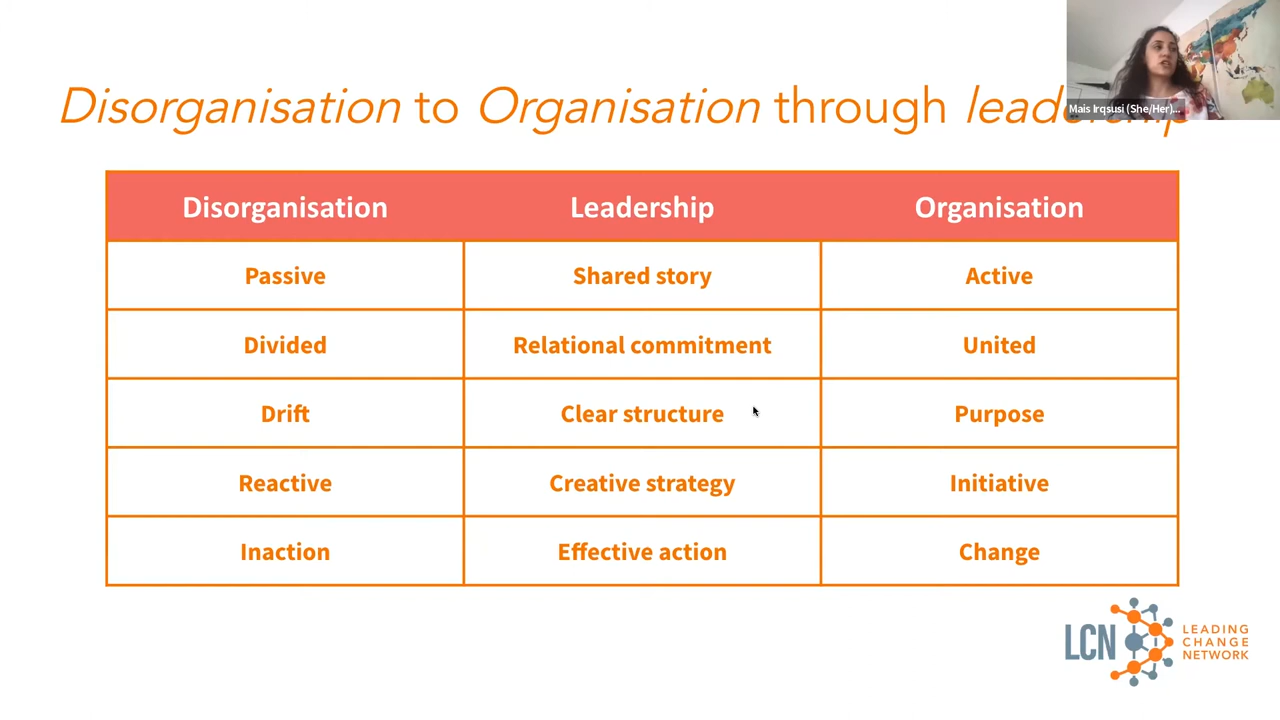 Disorganisation to Organisation through leadership
Mais Irqsusi (She/Her)...
Disorganisation Leadership Organisation
Passive Shared story Active
Divided Relational commitment United
Drift Clear structure Purpose
Reactive Creative strategy Initiative
Inaction Effective action Change
LCN
LEADING
CHANGE
NETWORK